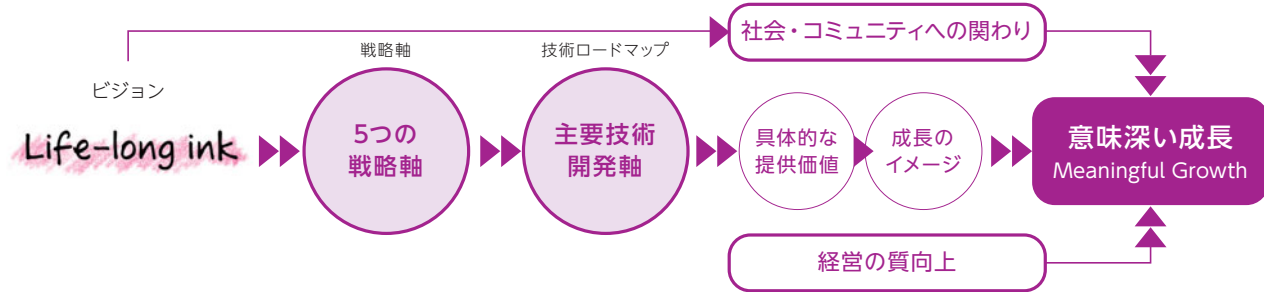 社会・コミュニティへの関わり
戦略軸
技術ロードマップ
ビジョン
Life-long ink
5つの
戦略軸
主要技術
開発軸
具体的な
提供価値
成長の
イメージ
意味深い成長
Meaningful Growth
経営の質向上